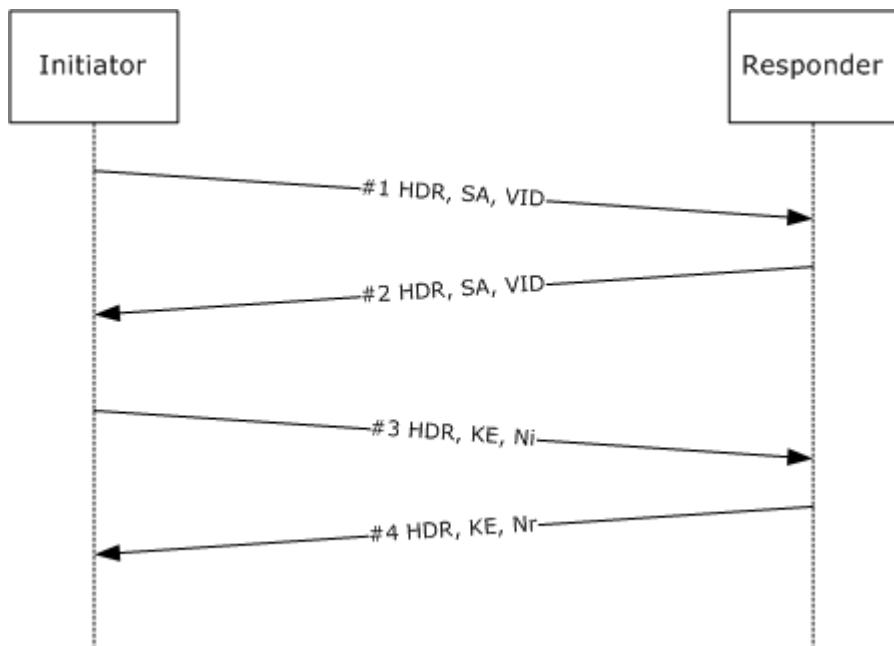 Initiator
Responder
#1 HDR, SA, VID
#2 HDR, SA, VID
#3 HDR, KE, Ni
#4 HDR, KE, Nr